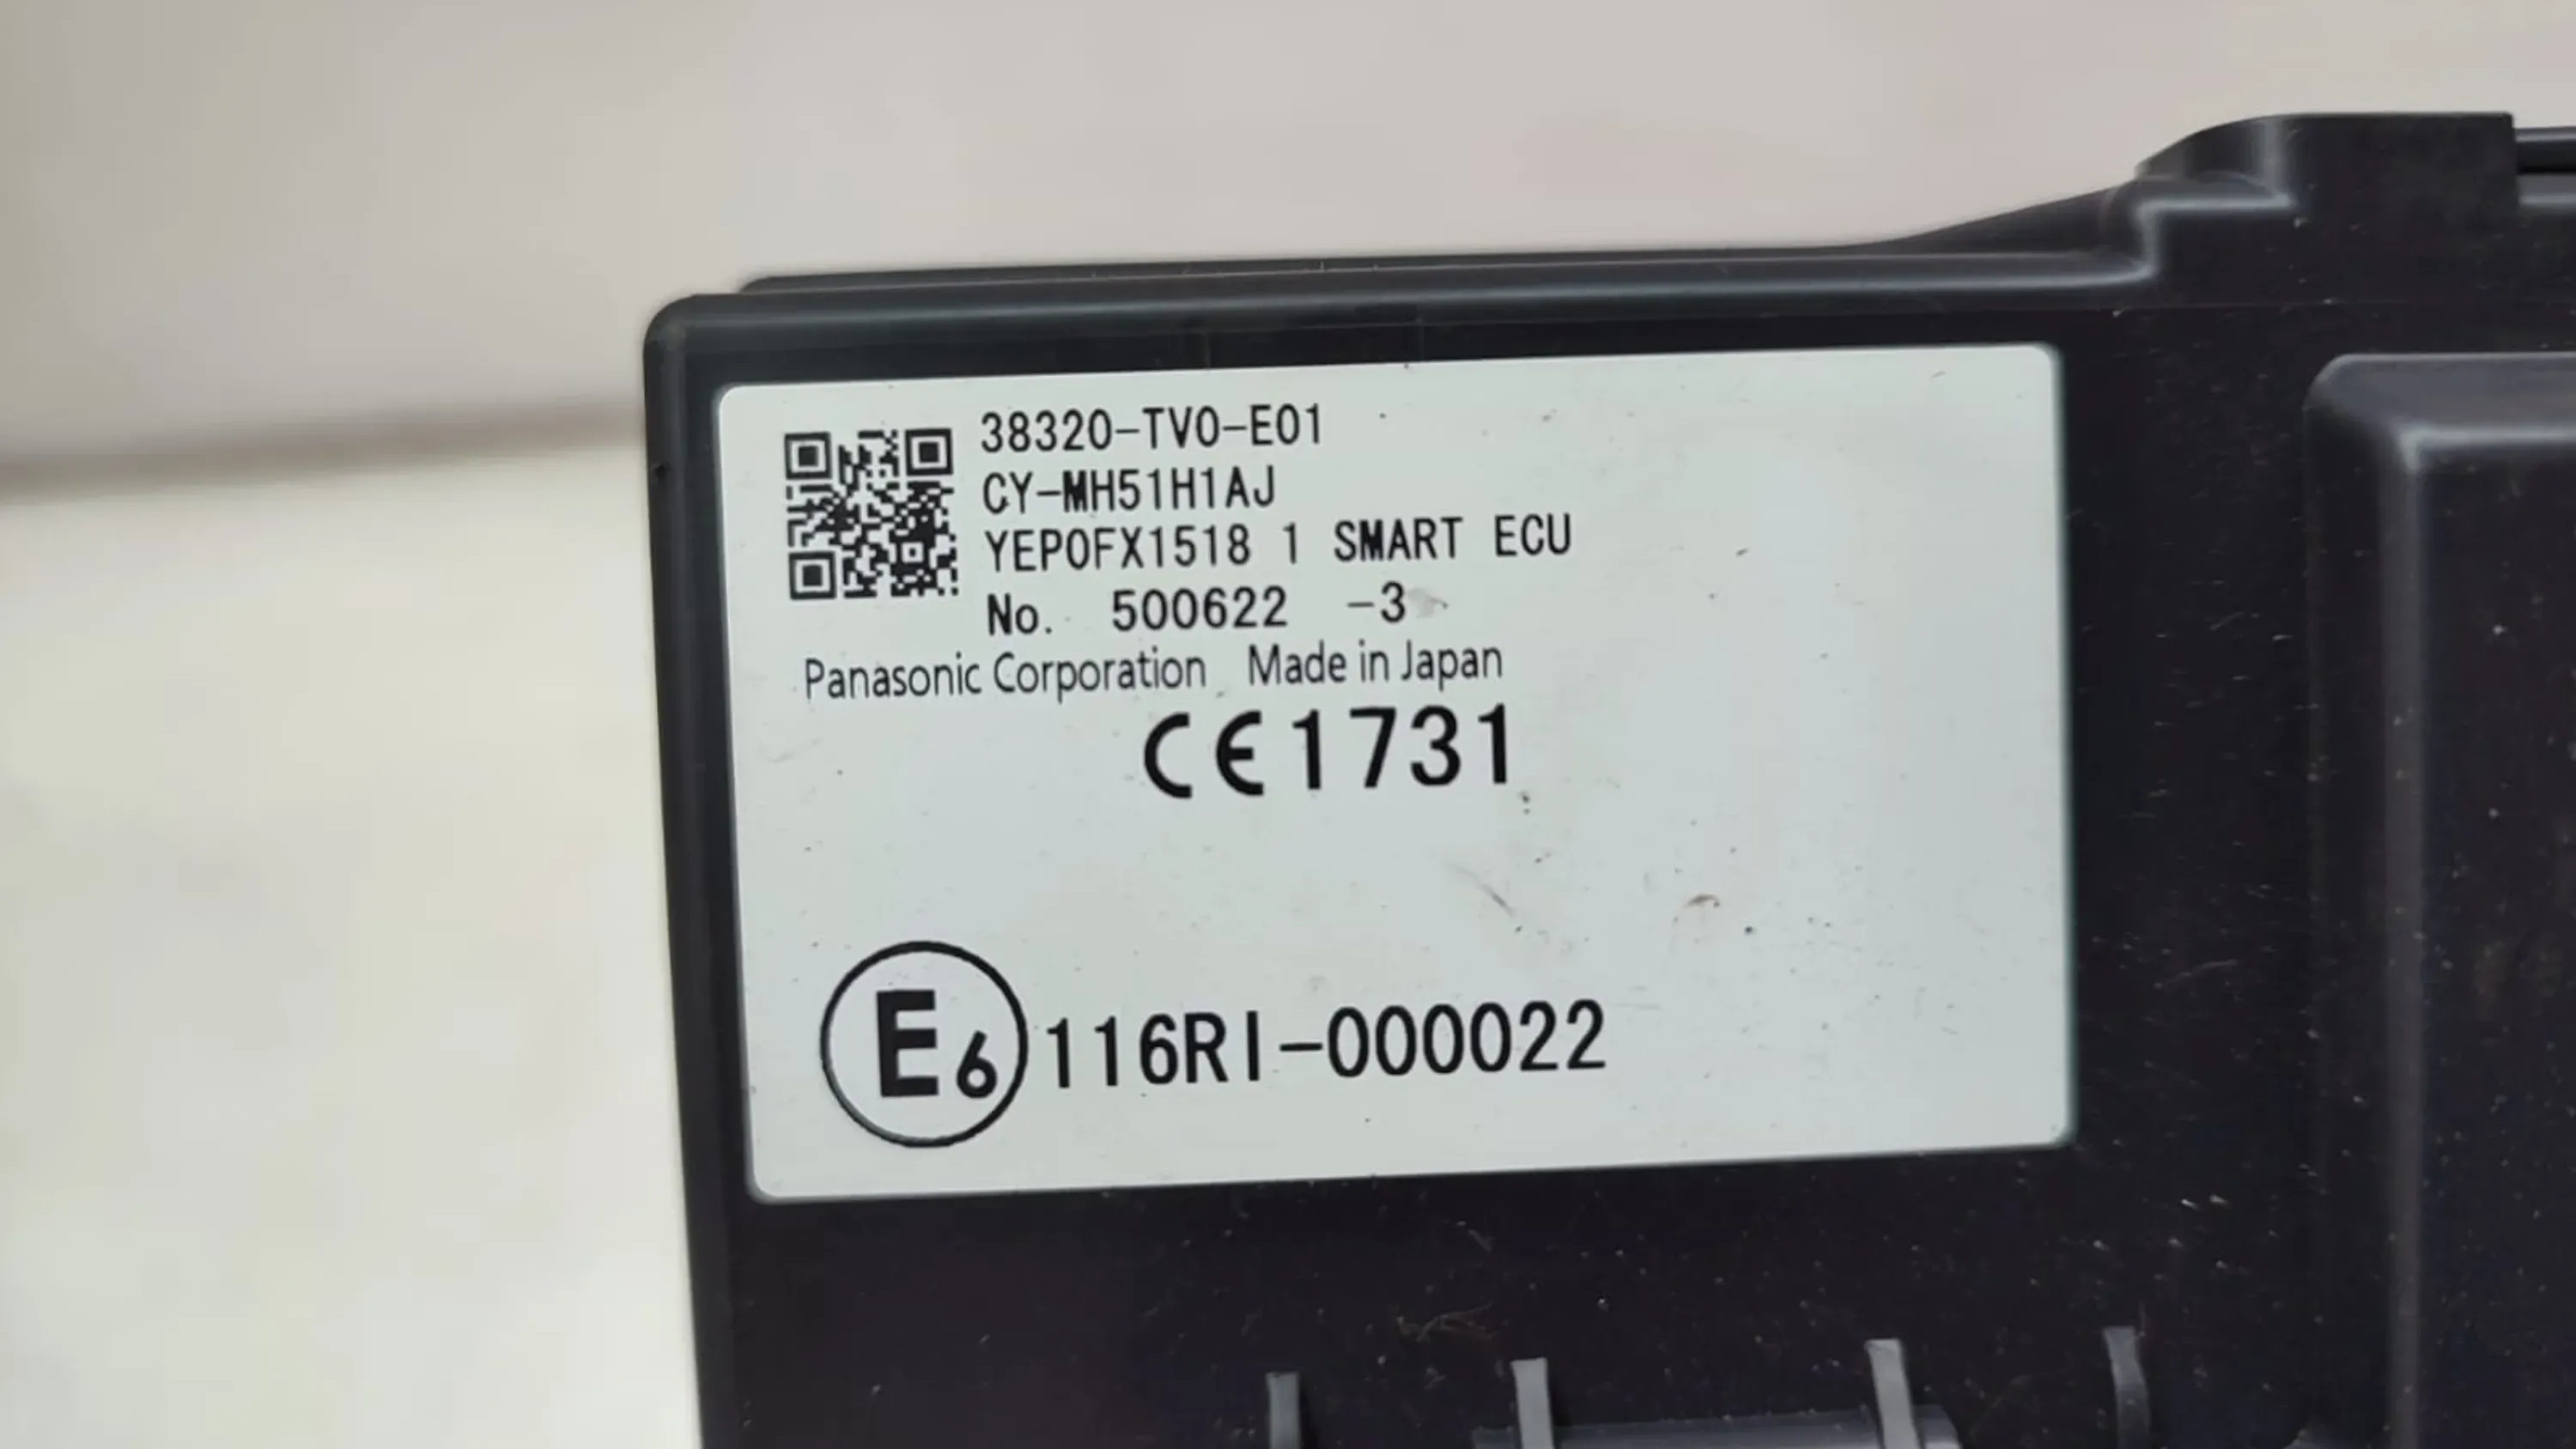 38320-TV0-E01
CY-MH51H1AJ
YEP0FX1518 1 SMART ECU
No. 500622 -3
Panasonic Corporation Made in Japan
CE1731
E6 116RI-000022